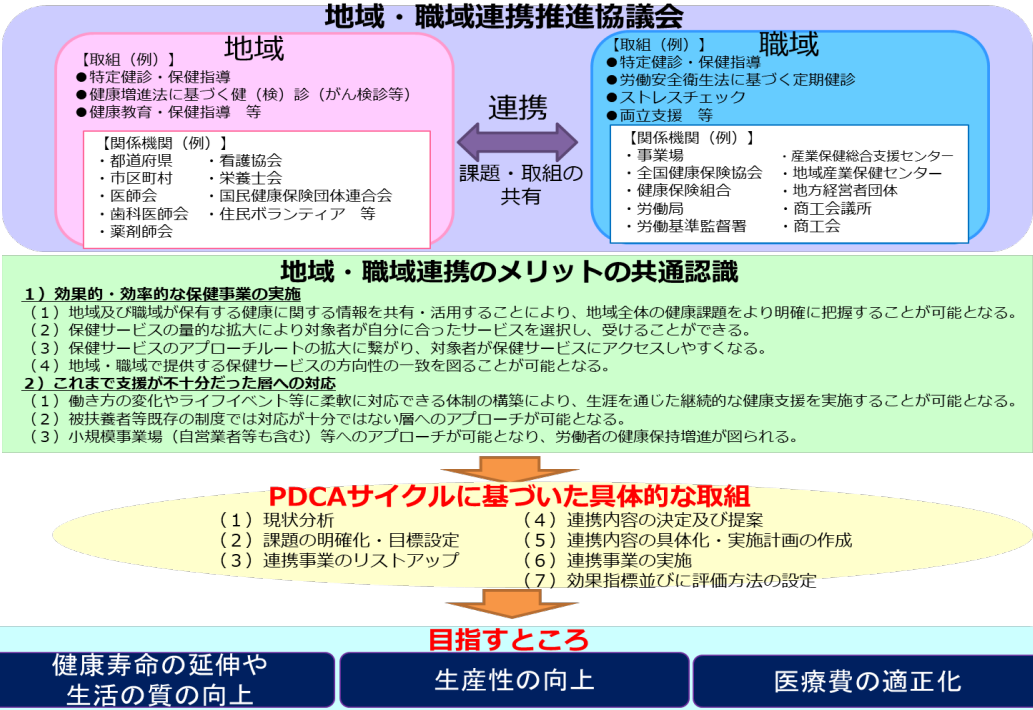 地域・職域連携推進協議会
地域
【取組（例）】
●特定健診・保健指導
●健康増進法に基づく健（検）診（がん検診等）
●健康教育・保健指導　等
【関係機関（例）】
・都道府県
・市区町村
・医師会
・歯科医師会
・薬剤師会
・看護協会
・栄養士会
・国民健康保険団体連合会
・住民ボランティア　等
連携
課題・取組の
共有
職域
【取組（例）】
●特定健診・保健指導
●労働安全衛生法に基づく定期健診
●ストレスチェック
●両立支援　等
【関係機関（例）】
・事業場
・全国健康保険協会
・健康保険組合
・労働局
・労働基準監督署
・産業保健総合支援センター
・地域産業保健センター
・地方経営者団体
・商工会議所
・商工会
地域・職域連携のメリットの共通認識
１）効果的・効率的な保健事業の実施
（１）地域及び職域が保有する健康に関する情報を共有・活用することにより、地域全体の健康課題をより明確に把握することが可能となる。
（２）保健サービスの量的な拡大により対象者が自分に合ったサービスを選択し、受けることができる。
（３）保健サービスのアプローチルートの拡大に繋がり、対象者が保健サービスにアクセスしやすくなる。
（４）地域・職域で提供する保健サービスの方向性の一致を図ることが可能となる。
２）これまで支援が不十分だった層への対応
（１）働き方の変化やライフイベント等に柔軟に対応できる体制の構築により、生涯を通じた継続的な健康支援を実施することが可能となる。
（２）被扶養者等既存の制度では対応が十分ではない層へのアプローチが可能となる。
（３）小規模事業場（自営業者等も含む）等へのアプローチが可能となり、労働者の健康保持増進が図られる。
PDCAサイクルに基づいた具体的な取組
（１）現状分析
（２）課題の明確化・目標設定
（３）連携事業のリストアップ
（４）連携内容の決定及び提案
（５）連携内容の具体化・実施計画の作成
（６）連携事業の実施
（７）効果指標並びに評価方法の設定
目指すところ
健康寿命の延伸や
生活の質の向上
生産性の向上
医療費の適正化